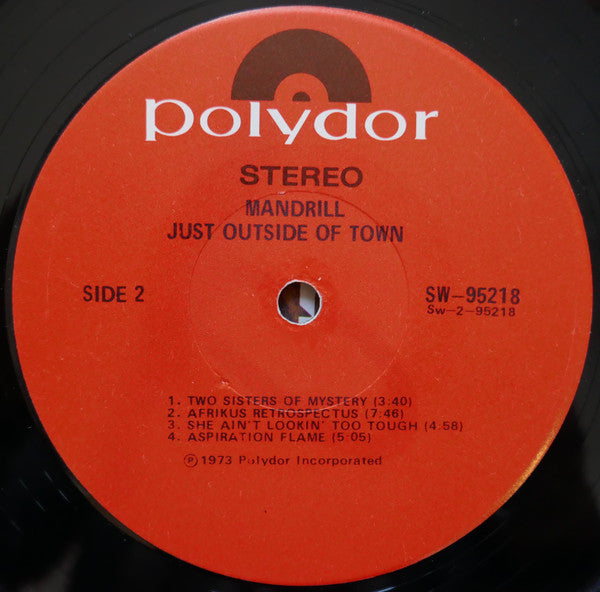 polydor
STEREO
MANDRILL
JUST OUTSIDE OF TOWN
SIDE 2
SW-95218
Sw-2-95218
1. TWO SISTERS OF MYSTERY (3:40)
2. AFRIKUS RETROSPECTUS (7:46)
3. SHE AIN'T LOOKIN' TOO TOUGH (4:58)
4. ASPIRATION FLAME (5:05)
Ⓟ 1973 Polydor Incorporated